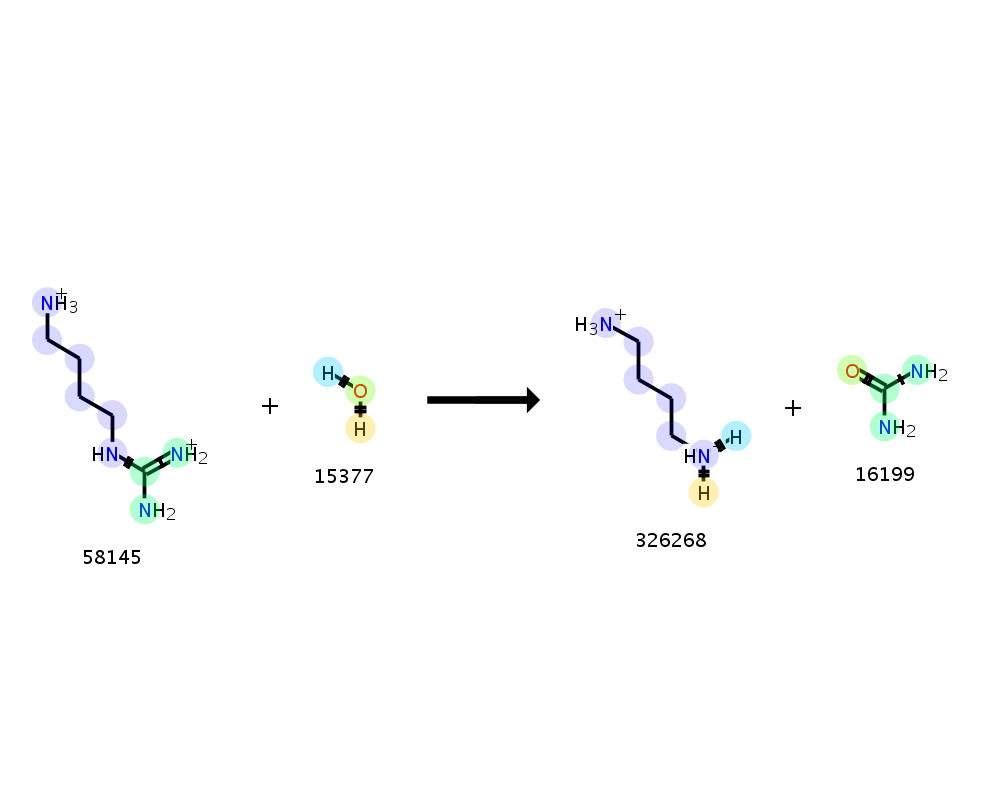 NH3+
HN
NH2+
NH2
58145
+
H
O
H
15377
H3N+
HN
H
H
326268
+
O
NH2
NH2
16199